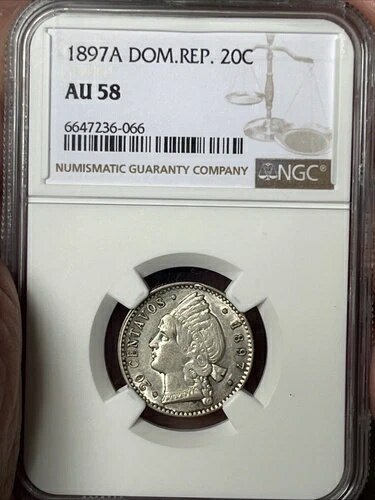 1897A DOM.REP. 20C
AU 58
6647236-066
NUMISMATIC GUARANTY COMPANY
NGC
20 CENTAVOS · 1897